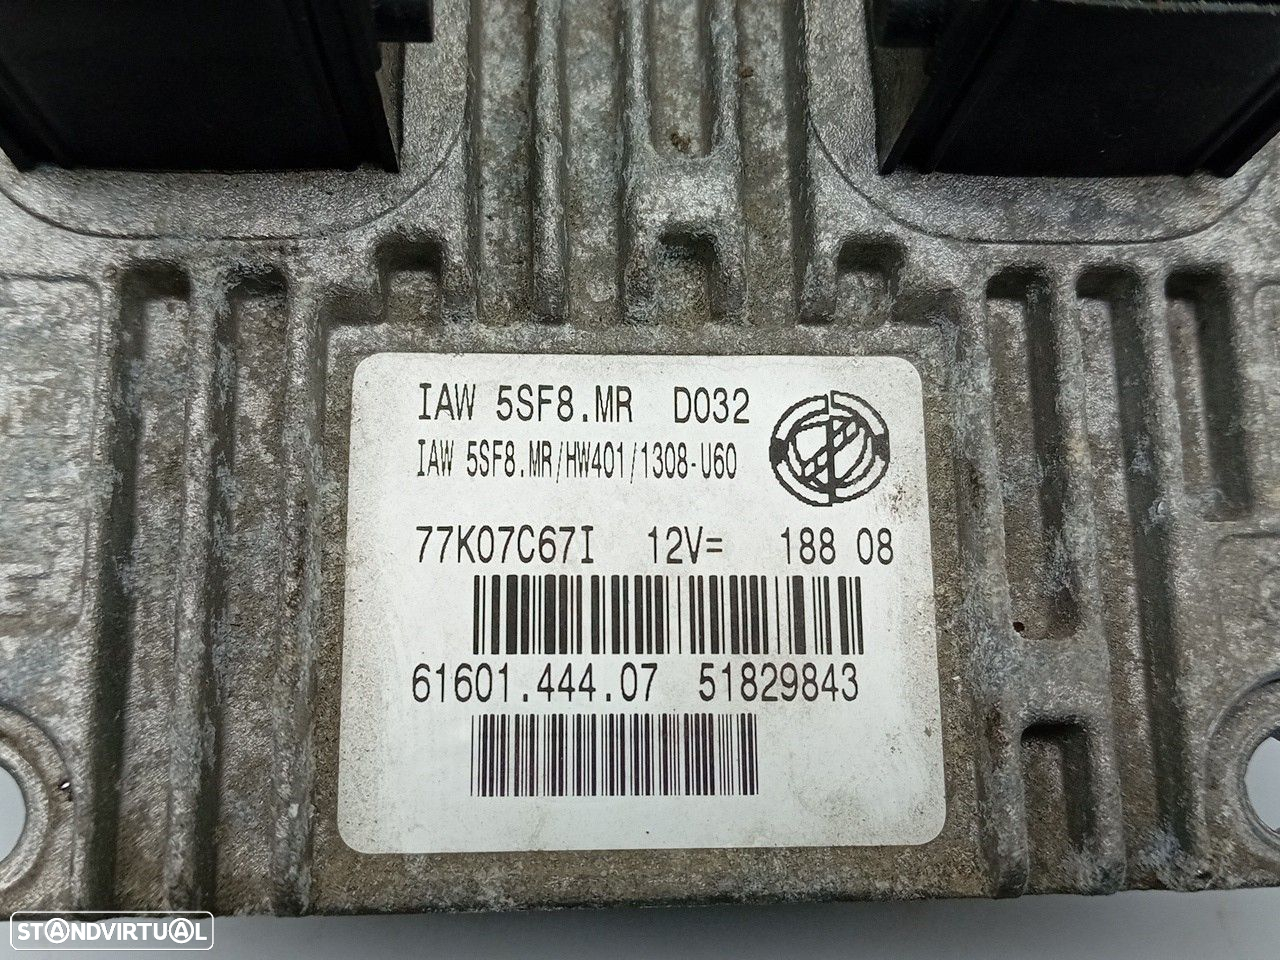 IAW 5SF8.MR D032
IAW 5SF8.MR/HW401/1308-U60
77K07C67I 12V= 188 08
61601.444.07 51829843
STANDVIRTUAL